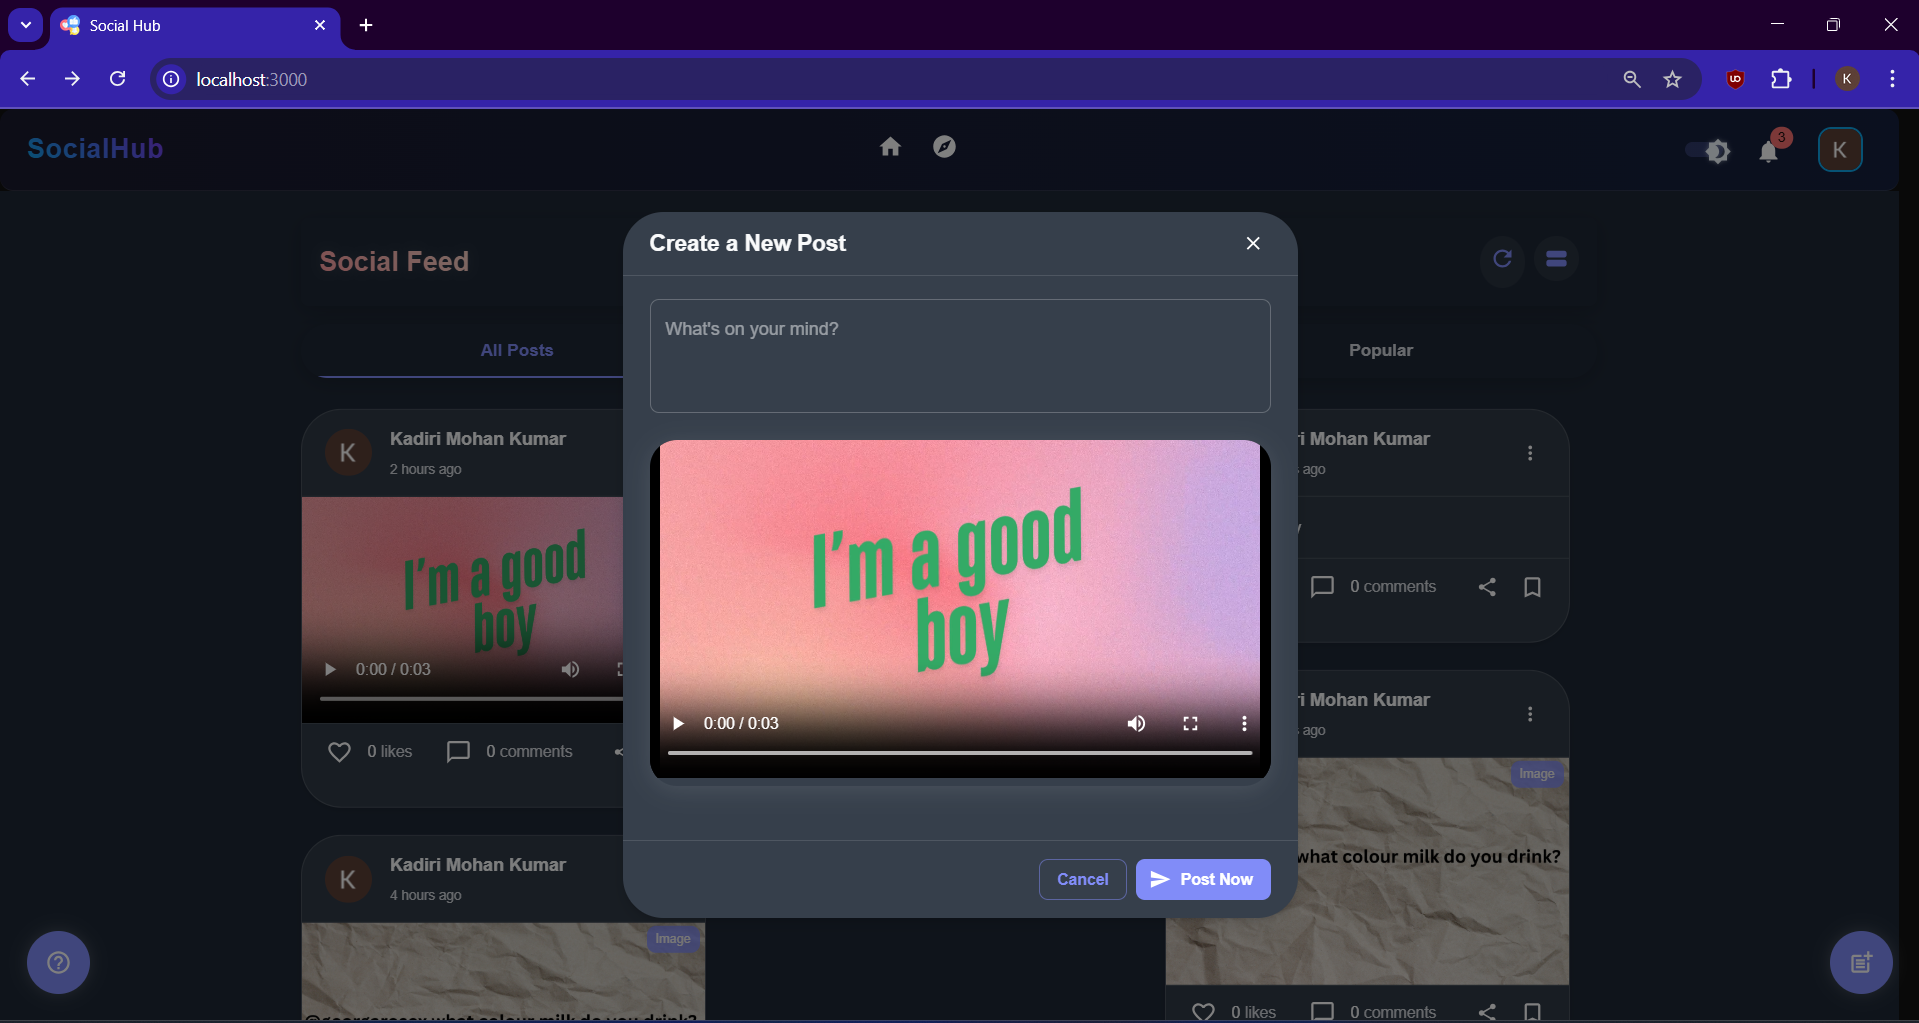 Social Hub
localhost:3000
K
SocialHub
3
K
Social Feed
Create a New Post
What's on your mind?
All Posts
Popular
K
Kadiri Mohan Kumar
2 hours ago
I'm a good
boy
0:00 / 0:03
0 likes
0 comments
I'm a good
boy
0:00 / 0:03
i Mohan Kumar
ago
y
0 comments
i Mohan Kumar
ago
Image
what colour milk do you drink?
0 likes
0 comments
Cancel
Post Now
K
Kadiri Mohan Kumar
4 hours ago
Image
what colour milk do you drink?